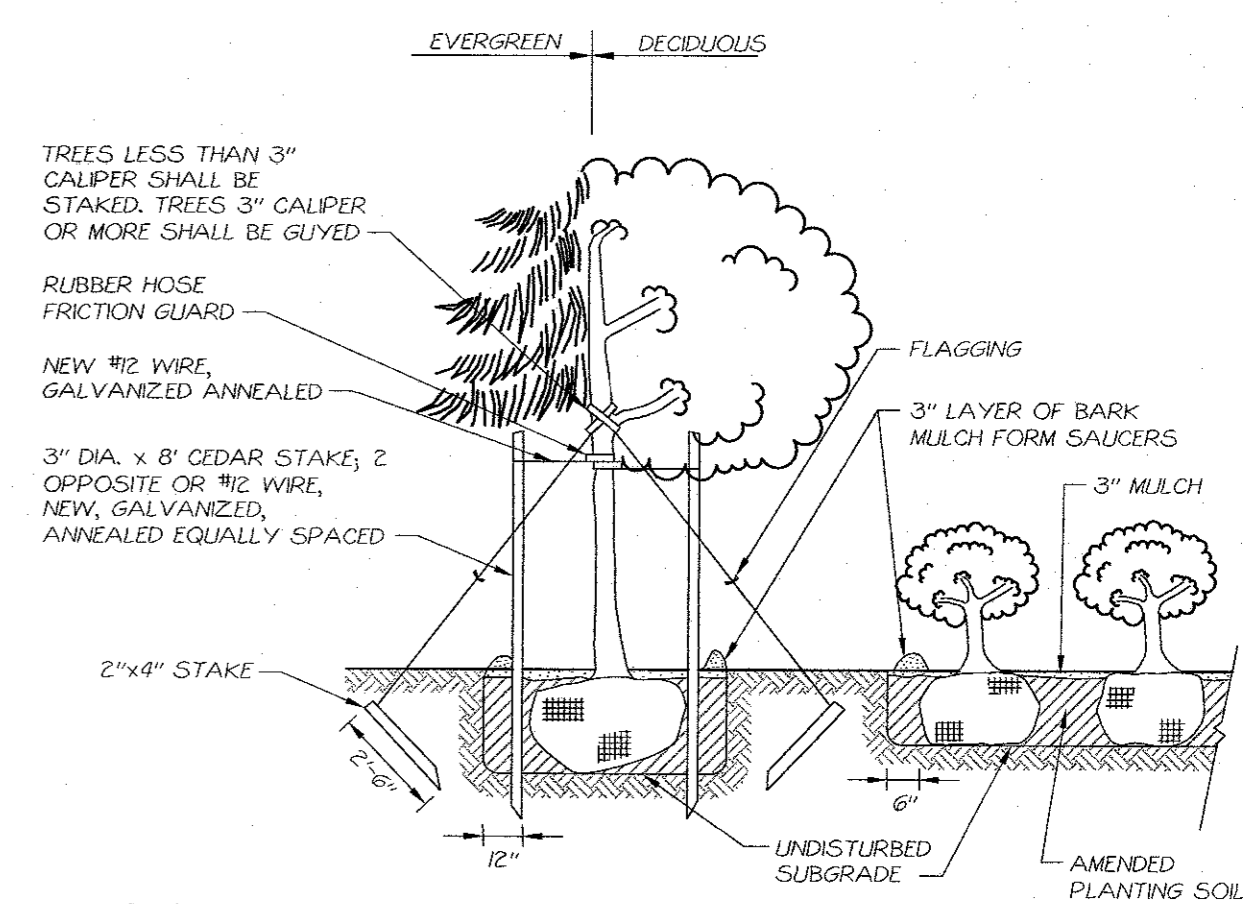 EVERGREEN
DECIDUOUS
TREES LESS THAN 3"
CALIPER SHALL BE
STAKED. TREES 3" CALIPER
OR MORE SHALL BE GUYED
RUBBER HOSE
FRICTION GUARD
NEW #12 WIRE,
GALVANIZED ANNEALED
3" DIA. x 8' CEDAR STAKE; 2
OPPOSITE OR #12 WIRE,
NEW, GALVANIZED,
ANNEALED EQUALLY SPACED
2"x4" STAKE
2'-6"
12"
FLAGGING
3" LAYER OF BARK
MULCH FORM SAUCERS
3" MULCH
6"
UNDISTURBED
SUBGRADE
AMENDED
PLANTING SOIL